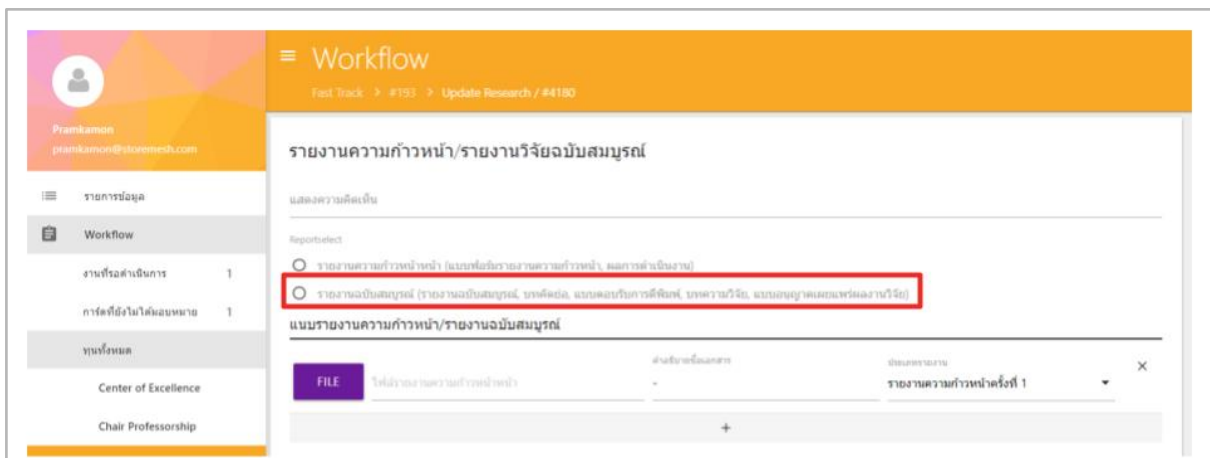 Workflow
Fast Track > #193 > Update Research / #4180
Pramkamon
pramkamon@storemesh.com
รายการข้อมูล
Workflow
งานที่รอดำเนินการ 1
การ์ดที่ยังไม่ได้มอบหมาย 1
ทุนทั้งหมด
Center of Excellence
Chair Professorship
รายงานความก้าวหน้า/รายงานวิจัยฉบับสมบูรณ์
แสดงความคิดเห็น
Reportselect
รายงานความก้าวหน้าหน้า (แบบฟอร์มรายงานความก้าวหน้า, ผลการดำเนินงาน)
รายงานฉบับสมบูรณ์ (รายงานฉบับสมบูรณ์, บทคัดย่อ, แบบตอบรับการตีพิมพ์, บทความวิจัย, แบบอนุญาตเผยแพร่ผลงานวิจัย)
แนบรายงานความก้าวหน้า/รายงานฉบับสมบูรณ์
FILE
ไฟล์รายงานความก้าวหน้าหน้า
คำอธิบายชื่อเอกสาร
-
ประเภทรายงาน
รายงานความก้าวหน้าครั้งที่ 1